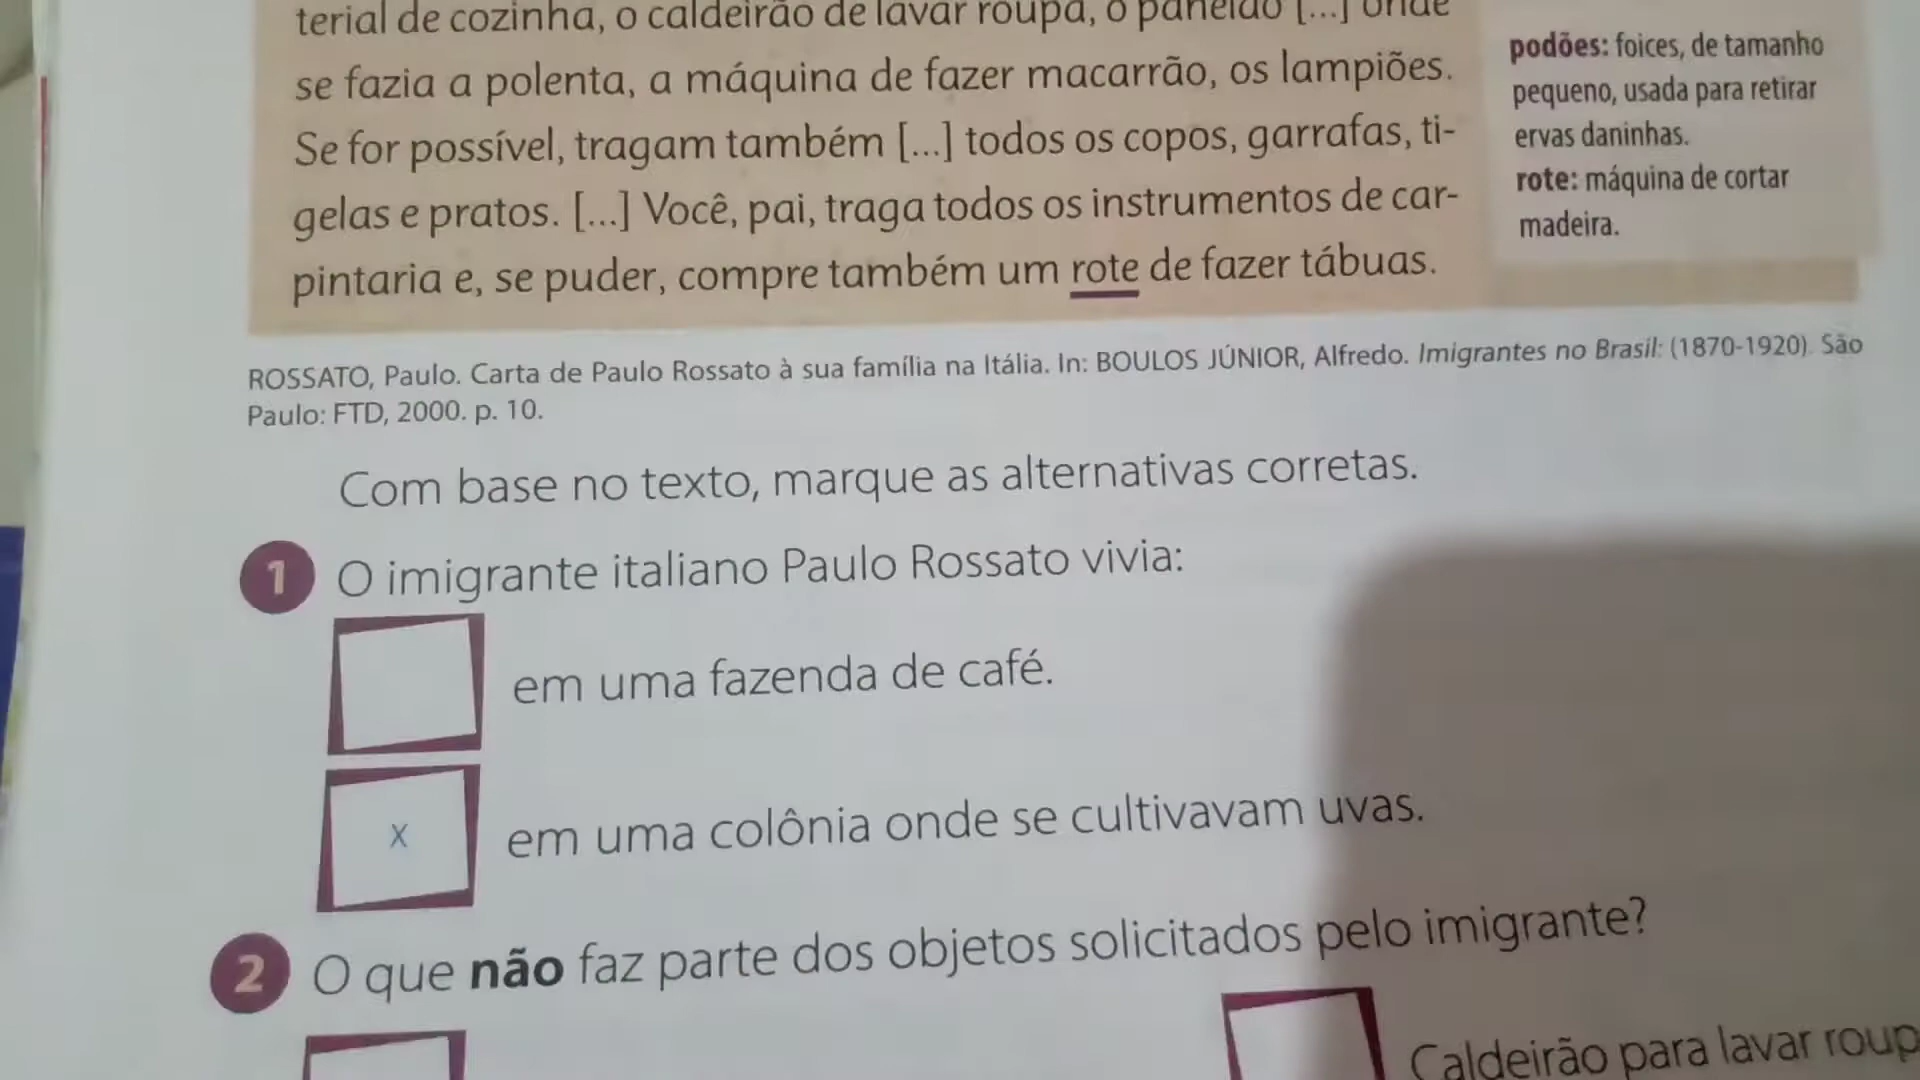 terial de cozinha, o caldeirão de lavar roupa, o panelão [...] onde
se fazia a polenta, a máquina de fazer macarrão, os lampiões.
Se for possível, tragam também [...] todos os copos, garrafas, ti-
gelas e pratos. [...] Você, pai, traga todos os instrumentos de car-
pintaria e, se puder, compre também um rote de fazer tábuas.
podões: foices, de tamanho
pequeno, usada para retirar
ervas daninhas.
rote: máquina de cortar
madeira.
ROSSATO, Paulo. Carta de Paulo Rossato à sua família na Itália. In: BOULOS JÚNIOR, Alfredo. Imigrantes no Brasil: (1870-1920). São
Paulo: FTD, 2000. p. 10.
Com base no texto, marque as alternativas corretas.
1 O imigrante italiano Paulo Rossato vivia:
em uma fazenda de café.
X em uma colônia onde se cultivavam uvas.
2 O que não faz parte dos objetos solicitados pelo imigrante?
Caldeirão para lavar roup